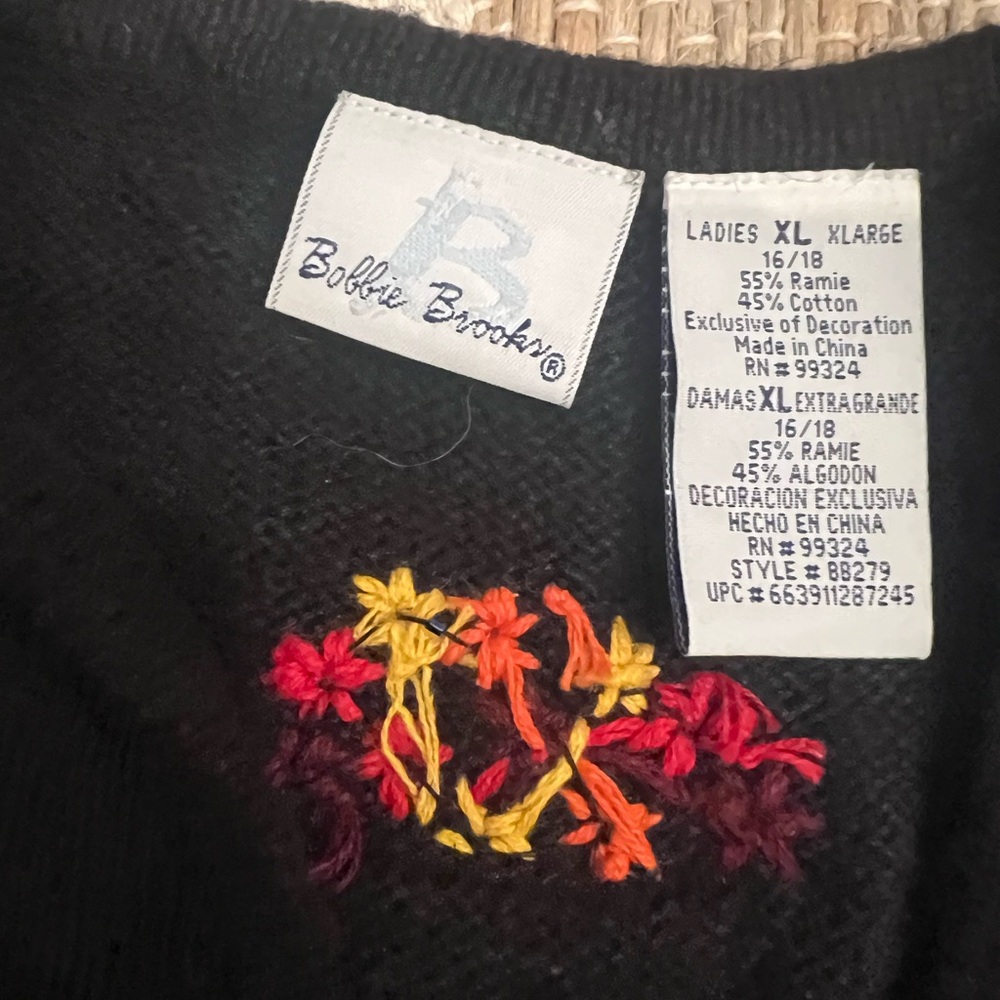 B
Bobbie Brooks®
LADIES XL XLARGE
16/18
55% Ramie
45% Cotton
Exclusive of Decoration
Made in China
RN#99324
DAMAS XL EXTRAGRANDE
16/18
55% RAMIE
45% ALGODON
DECORACION EXCLUSIVA
HECHO EN CHINA
RN#99324
STYLE # BB279
UPC#663911287245